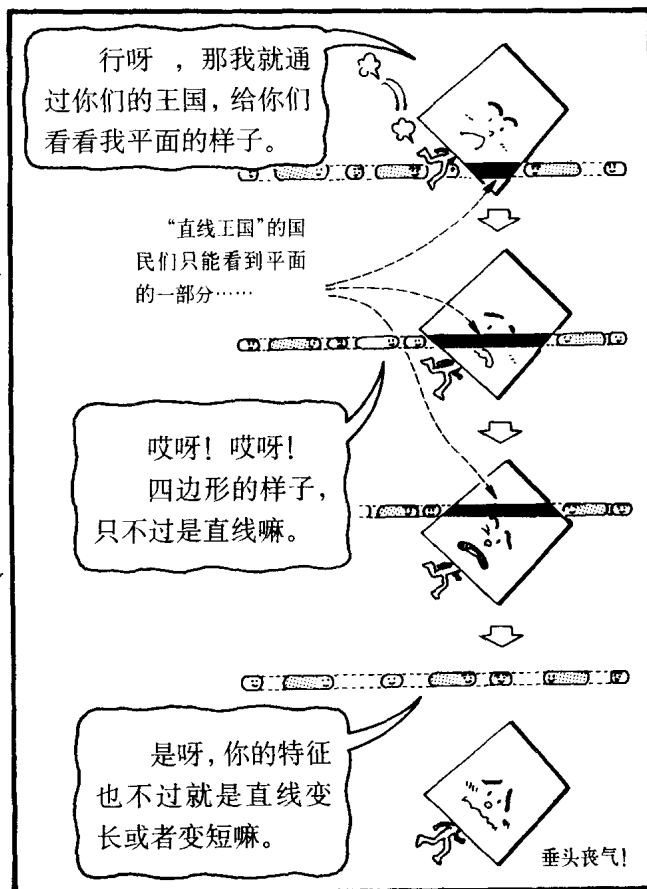 行呀 ，那我就通
过你们的王国，给你们
看看我平面的样子。
“直线王国”的国
民们只能看到平面
的一部分……
哎呀！哎呀！
四边形的样子，
只不过是直线嘛。
是呀，你的特征
也不过就是直线变
长或者变短嘛。
垂头丧气！